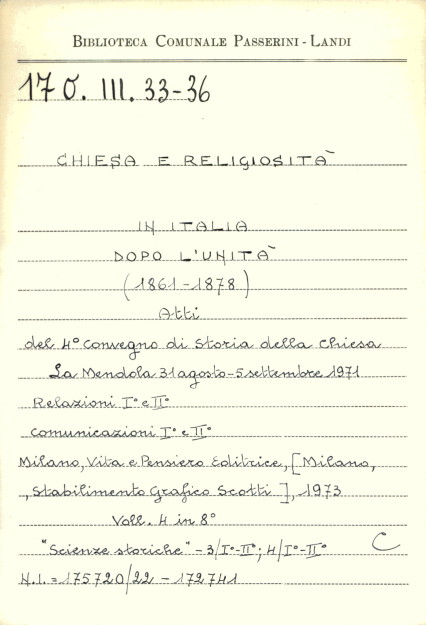 BIBLIOTECA COMUNALE PASSERINI - LANDI
17 O. III. 33-36
CHIESA E RELIGIOSITÀ
IN ITALIA
DOPO L'UNITÀ
(1861-1878)
Atti
del 4° Convegno di Storia della Chiesa
La Mendola 31 agosto-5 settembre 1971
Relazioni I° e II°
Comunicazioni I° e II°
Milano, Vita e Pensiero Editrice, [Milano,
, Stabilimento Grafico Scotti], 1973
Voll. 4 in 8°
"Scienze storiche" - 3/I°-II°; 4/I°-II° C
N.I. = 175720/22 - 172741